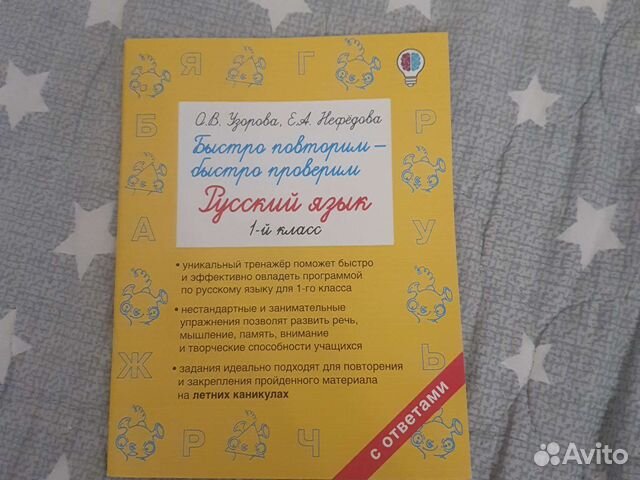 Я Г
О.В. Узорова, Е.А. Нефёдова
Быстро повторим –
быстро проверим
Русский язык
1-й класс
Б Р
А У
Ж Ь
• уникальный тренажёр поможет быстро
и эффективно овладеть программой
по русскому языку для 1-го класса
• нестандартные и занимательные
упражнения позволят развить речь,
мышление, память, внимание
и творческие способности учащихся
• задания идеально подходят для повторения
и закрепления пройденного материала
на летних каникулах
с ответами
Р Ч
Avito